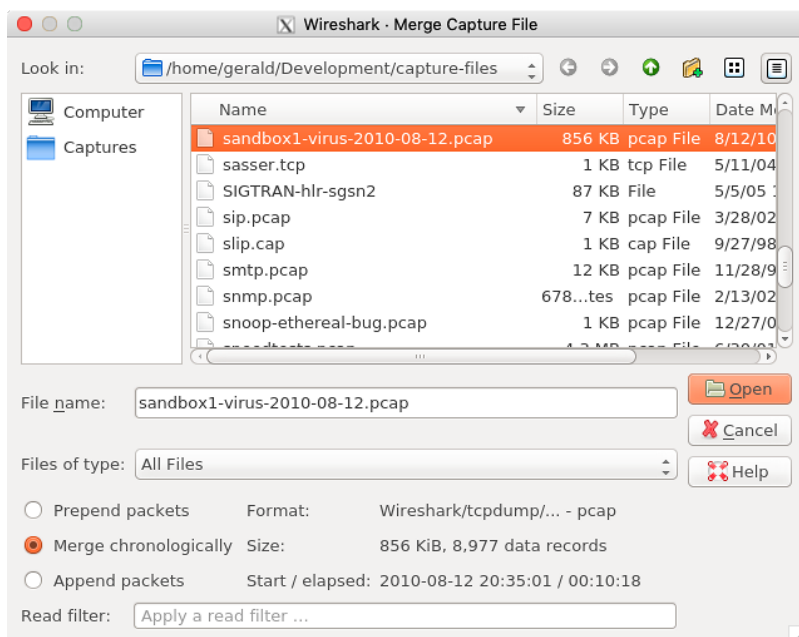 Wireshark · Merge Capture File
Look in: /home/gerald/Development/capture-files
Computer
Captures
Name Size Type Date M
sandbox1-virus-2010-08-12.pcap 856 KB pcap File 8/12/10
sasser.tcp 1 KB tcp File 5/11/04
SIGTRAN-hlr-sgsn2 87 KB File 5/5/05
sip.pcap 7 KB pcap File 3/28/02
slip.cap 1 KB cap File 9/27/98
smtp.pcap 12 KB pcap File 11/28/9
snmp.pcap 678...tes pcap File 2/13/02
snoop-ethereal-bug.pcap 1 KB pcap File 12/27/0
File name: sandbox1-virus-2010-08-12.pcap
Open
Cancel
Files of type: All Files
Help
Prepend packets Format: Wireshark/tcpdump/... - pcap
Merge chronologically Size: 856 KiB, 8,977 data records
Append packets Start / elapsed: 2010-08-12 20:35:01 / 00:10:18
Read filter: Apply a read filter ...